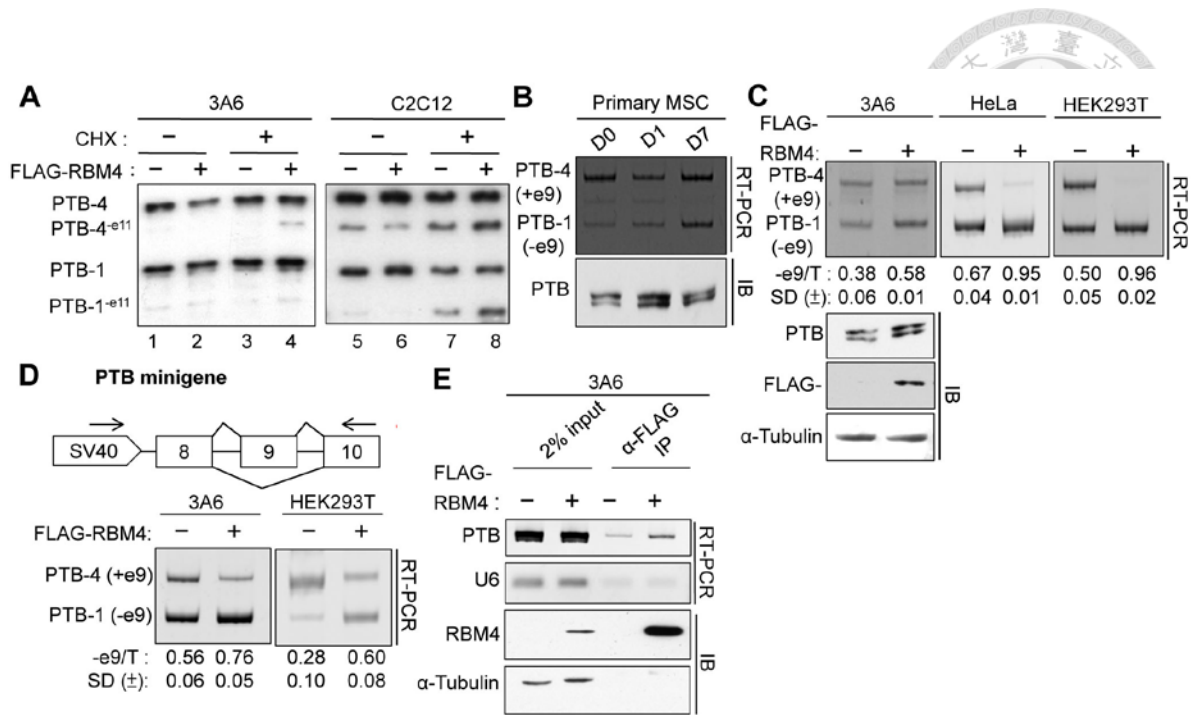 大 灣 臺 立
A
3A6 C2C12
CHX : − + − +
FLAG-RBM4 : − + − + − + − +
PTB-4
PTB-4-e11
PTB-1
PTB-1-e11
1 2 3 4 5 6 7 8
B
Primary MSC
D0 D1 D7
PTB-4
(+e9)
PTB-1
(-e9)
RT-PCR
PTB
IB
C
3A6 HeLa HEK293T
FLAG-
RBM4: − + − + − +
PTB-4
(+e9)
PTB-1
(-e9)
RT-PCR
-e9/T 0.38 0.58 0.67 0.95 0.50 0.96
SD (±) 0.06 0.01 0.04 0.01 0.05 0.02
PTB
FLAG-
α-Tubulin
IB
D PTB minigene
SV40 8 9 10
3A6 HEK293T
FLAG-RBM4: − + − +
PTB-4 (+e9)
PTB-1 (-e9)
RT-PCR
-e9/T : 0.56 0.76 0.28 0.60
SD (±): 0.06 0.05 0.10 0.08
E
3A6
2% input α-FLAG IP
FLAG-
RBM4 : − + − +
PTB
U6
RT-PCR
RBM4
α-Tubulin
IB